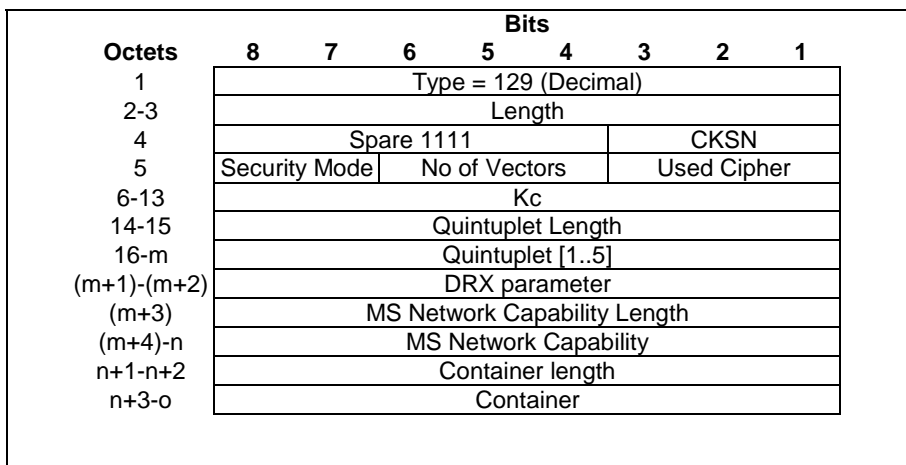 Bits
Octets 8 7 6 5 4 3 2 1
1 Type = 129 (Decimal)
2-3 Length
4 Spare 1111 CKSN
5 Security Mode No of Vectors Used Cipher
6-13 Kc
14-15 Quintuplet Length
16-m Quintuplet [1..5]
(m+1)-(m+2) DRX parameter
(m+3) MS Network Capability Length
(m+4)-n MS Network Capability
n+1-n+2 Container length
n+3-o Container